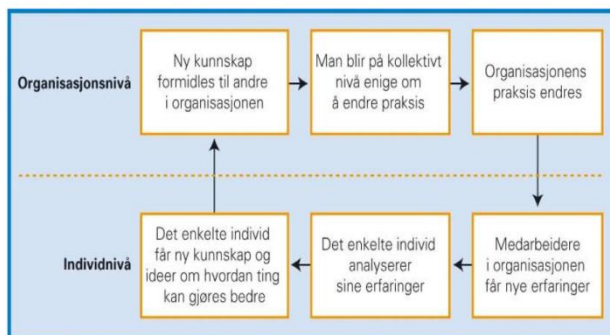 Organisasjonsnivå
Ny kunnskap
formidles til andre
i organisasjonen
Man blir på kollektivt
nivå enige om
å endre praksis
Organisasjonens
praksis endres
Individnivå
Det enkelte individ
får ny kunnskap og
ideer om hvordan ting
kan gjøres bedre
Det enkelte individ
analyserer
sine erfaringer
Medarbeidere
i organisasjonen
får nye erfaringer